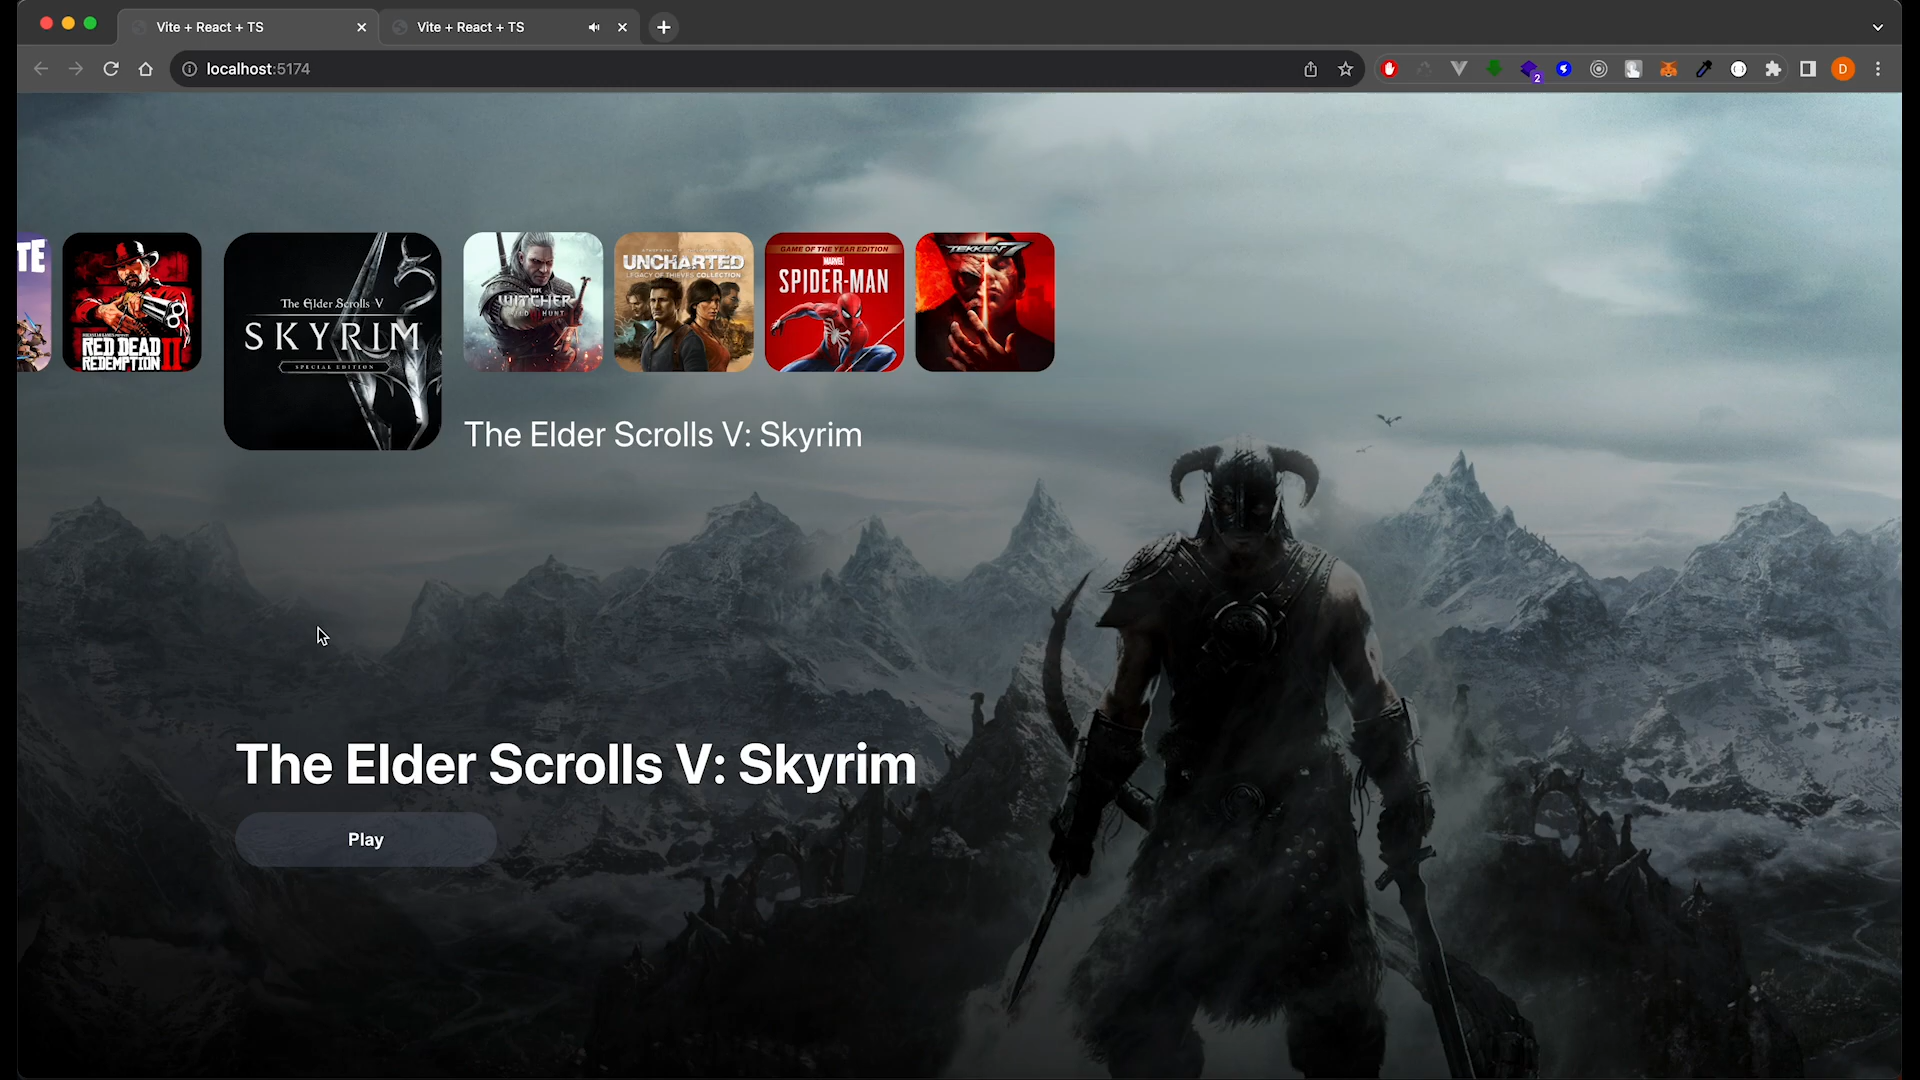 Vite + React + TS
Vite + React + TS
localhost:5174
2
D
TE
RED DEAD
REDEMPTION II
The Elder Scrolls V
SKYRIM
SPECIAL EDITION
THE
WITCHER
WILD HUNT
UNCHARTED
LEGACY OF THIEVES COLLECTION
GAME OF THE YEAR EDITION
MARVEL
SPIDER-MAN
TEKKEN 7
The Elder Scrolls V: Skyrim
The Elder Scrolls V: Skyrim
Play